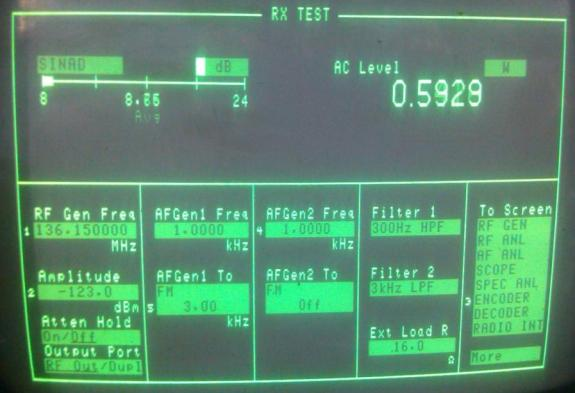 RX TEST
SINAD
dB
8 24
Avg
AC Level
W
0.5929
RF Gen Freq
1 136.150000
MHz
Amplitude
2 -123.0
dBm
Atten Hold
On/Off
Output Port
RF Out/Dupl
AFGen1 Freq
1.0000
kHz
AFGen1 To
FM
5 3.00
kHz
AFGen2 Freq
4 1.0000
kHz
AFGen2 To
FM
Off
Filter 1
300Hz HPF
Filter 2
3kHz LPF
Ext Load R
16.0
Ω
To Screen
RF GEN
RF ANL
AF ANL
SCOPE
SPEC ANL
3 ENCODER
DECODER
RADIO INT
More